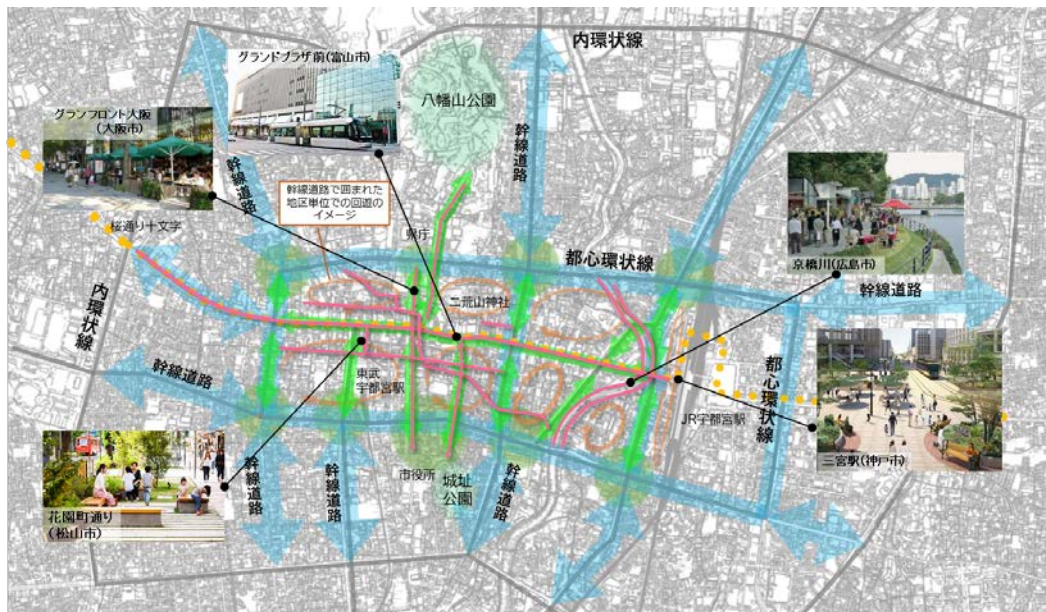 内環状線
グランドプラザ前(富山市)
八幡山公園
グランフロント大阪
(大阪市)
幹線道路
幹線道路
幹線道路で囲まれた
地区単位での回遊の
イメージ
桜通り十文字
県庁
都心環状線
京橋川(広島市)
幹線道路
二荒山神社
内環状線
幹線道路
東武
宇都宮駅
都心環状線
JR宇都宮駅
三宮駅(神戸市)
市役所
城址
公園
幹線道路
幹線道路
幹線道路
花園町通り
(松山市)